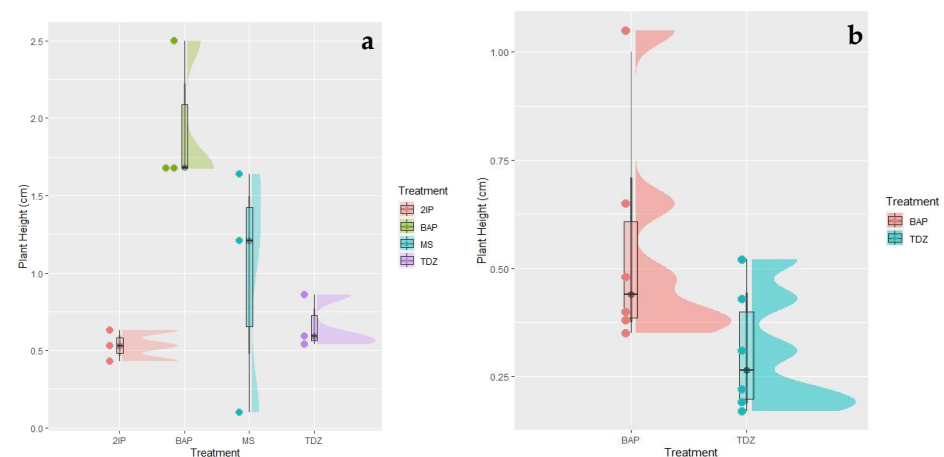 a
Plant Height (cm)
2.5
2.0
1.5
1.0
0.5
0.0
2IP BAP MS TDZ
Treatment
Treatment
2IP
BAP
MS
TDZ
b
1.00
0.75
0.50
0.25
Plant Height (cm)
BAP TDZ
Treatment
Treatment
BAP
TDZ